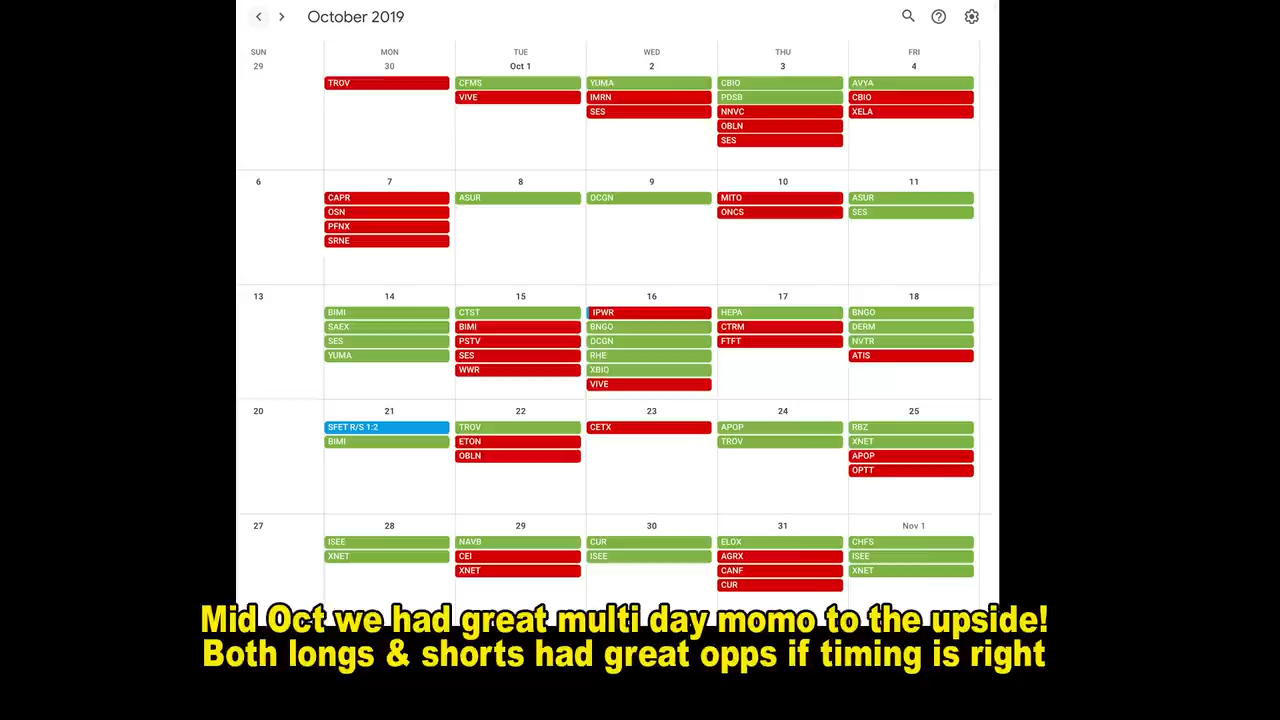 October 2019
SUN MON TUE WED THU FRI
29 30 Oct 1 2 3 4
TROV CFMS YUMA CBIO AVYA
VIVE IMRN PDSB CBIO
SES NNVC XELA
OBLN
SES
6 7 8 9 10 11
CAPR ASUR OCGN MITO ASUR
OSN ONCS SES
PFNX
SRNE
13 14 15 16 17 18
BIMI CTST IPWR HEPA BNGO
SAEX BIMI BNGO CTRM DERM
SES PSTV OCGN FTFT NVTR
YUMA SES RHE ATIS
WWR XBIO
VIVE
20 21 22 23 24 25
SFET R/S 1:2 TROV CETX APOP RBZ
BIMI ETON TROV XNET
OBLN APOP
OPTT
27 28 29 30 31 Nov 1
ISEE NAVB CUR ELOX CHFS
XNET CEI ISEE AGRX ISEE
XNET CANF XNET
CUR
Mid Oct we had great multi day momo to the upside!
Both longs & shorts had great opps if timing is right